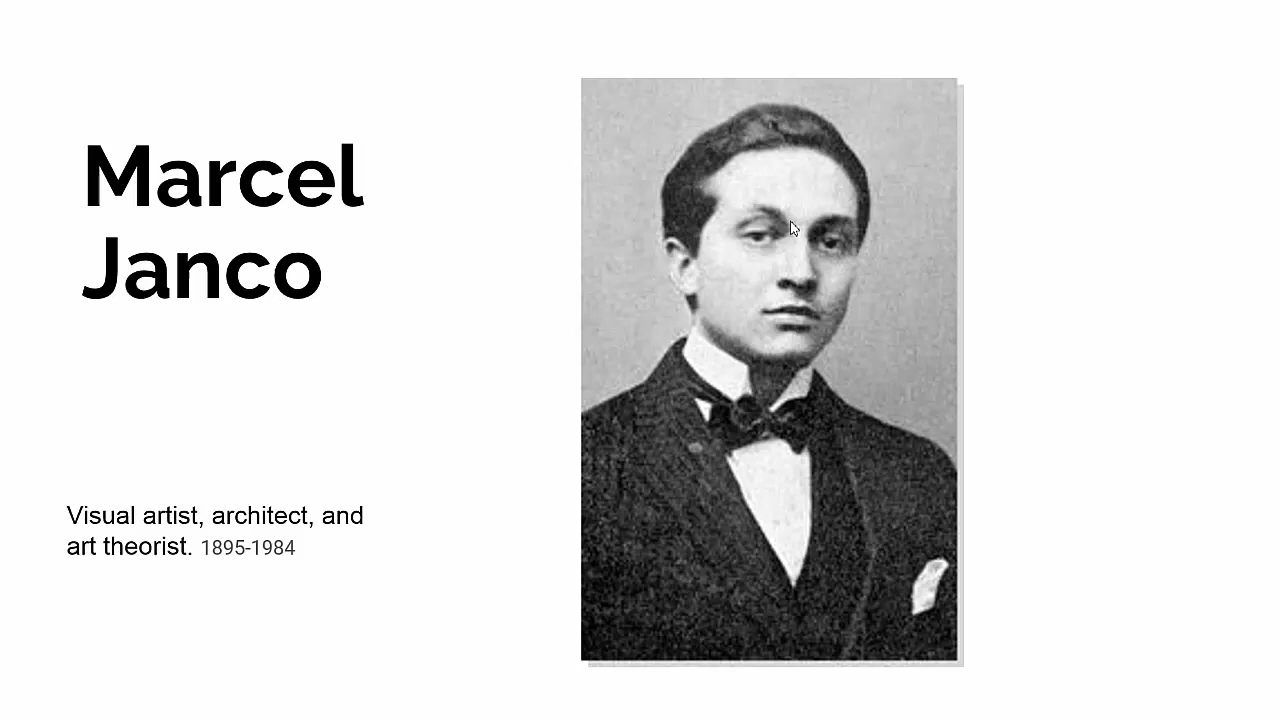 Marcel
Janco
Visual artist, architect, and
art theorist. 1895-1984